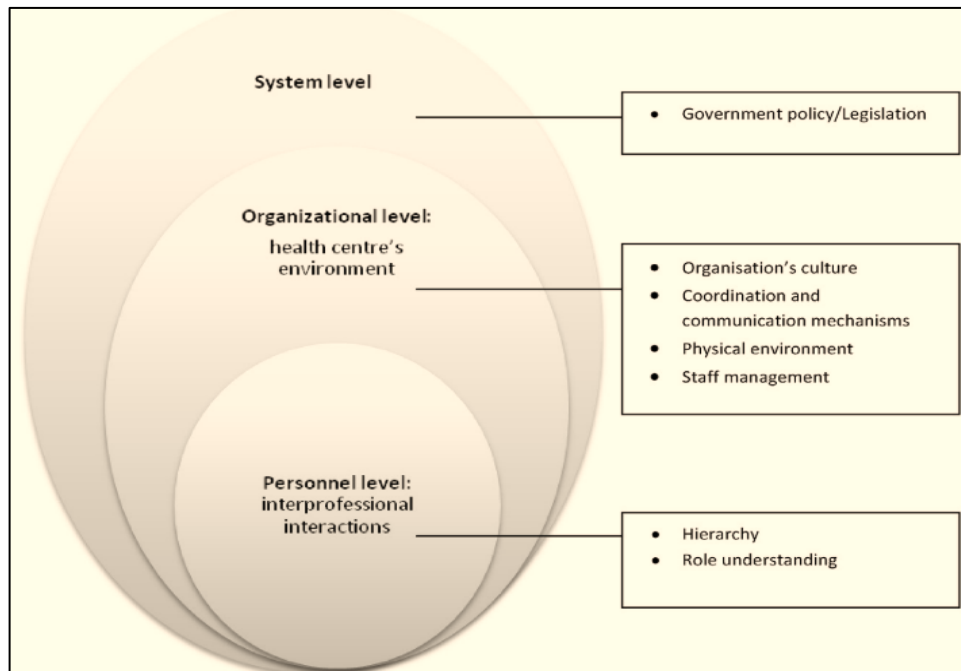 System level
• Government policy/Legislation
Organizational level:
health centre's
environment
• Organisation's culture
• Coordination and
communication mechanisms
• Physical environment
• Staff management
Personnel level:
interprofessional
interactions
• Hierarchy
• Role understanding